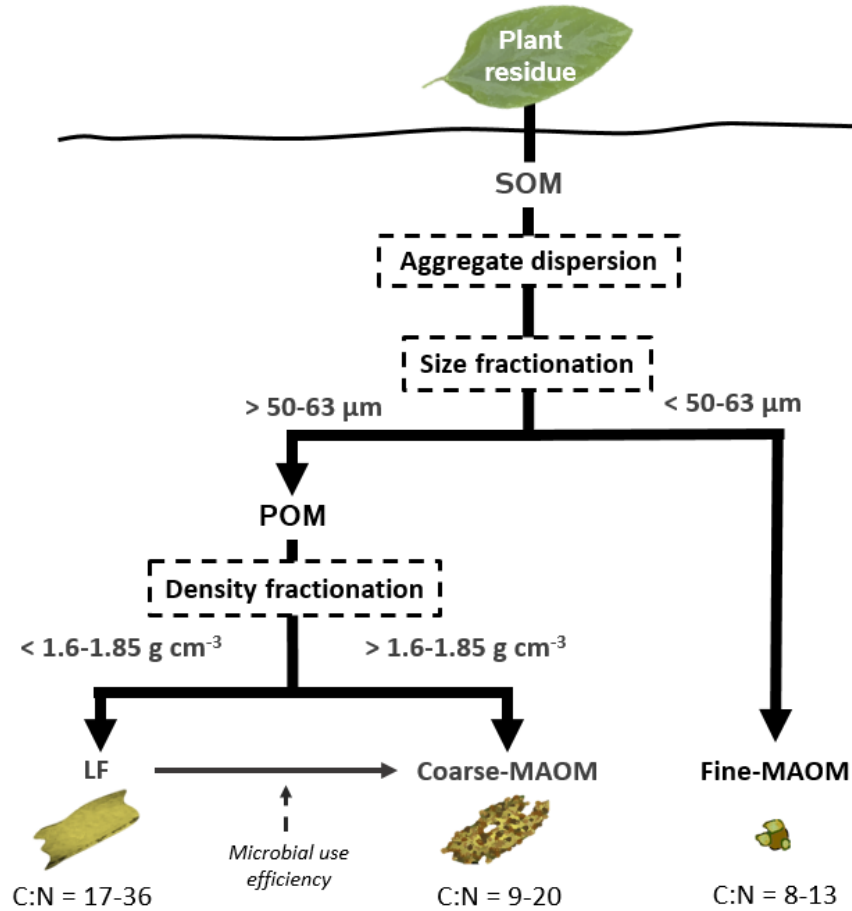 Plant
residue
SOM
Aggregate dispersion
Size fractionation
> 50-63 µm
< 50-63 µm
POM
Density fractionation
< 1.6-1.85 g cm⁻³
> 1.6-1.85 g cm⁻³
LF
Coarse-MAOM
Fine-MAOM
Microbial use
efficiency
C:N = 17-36
C:N = 9-20
C:N = 8-13